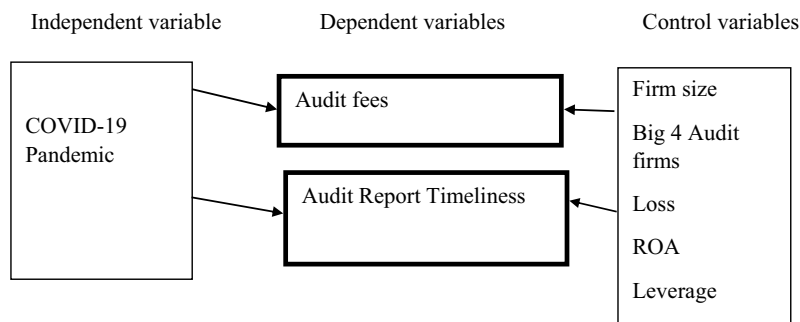 Independent variable
Dependent variables
Control variables
COVID-19
Pandemic
Audit fees
Audit Report Timeliness
Firm size
Big 4 Audit
firms
Loss
ROA
Leverage